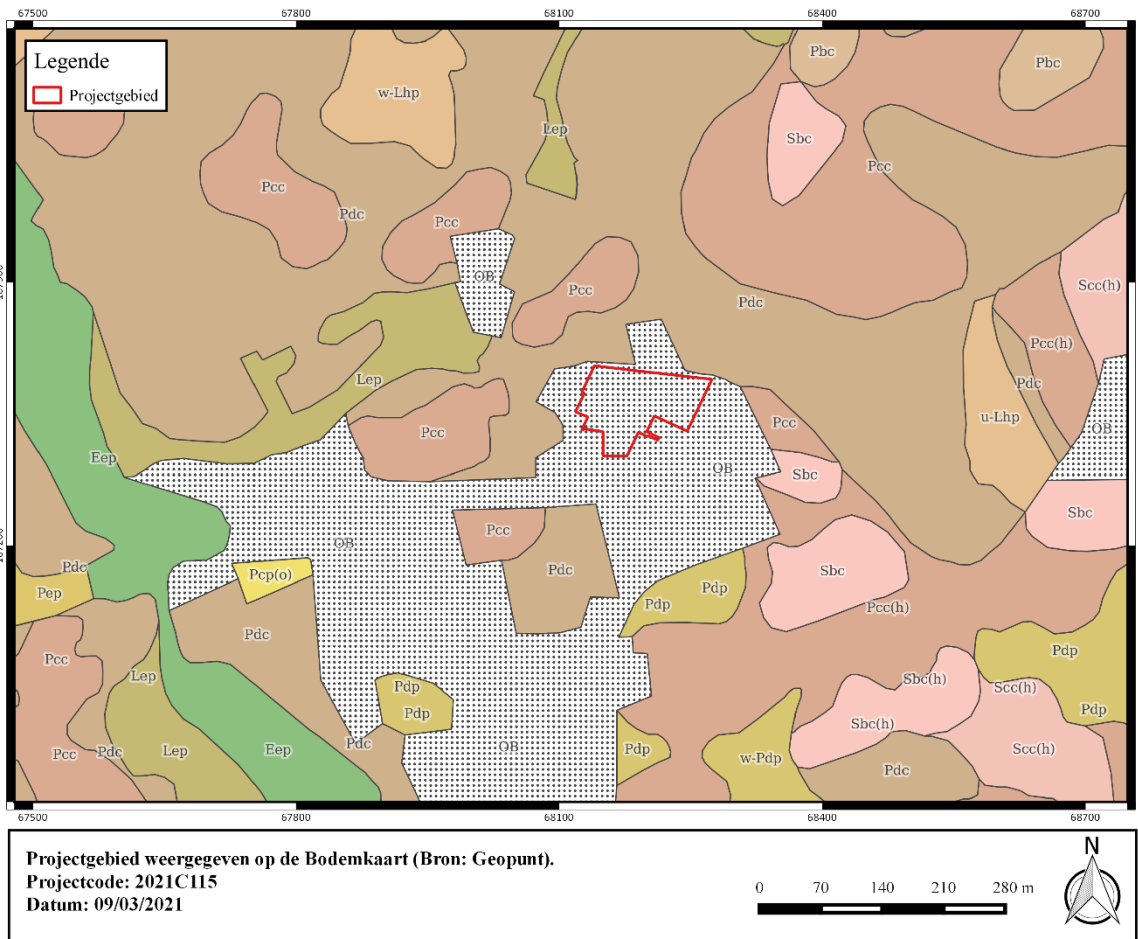 67500 67800 68100 68400 68700
Legende
Projectgebied
Pbc
Pbc
w-Lhp
Lep
Sbc
Pcc
Pcc
Pdc
Pcc
OB
Scc(h)
Pcc
Pdc
Pcc(h)
Lep
Pdc
u-Lhp
Pcc
Pcc
OB
Eep
OB
Sbc
Sbc
Pcc
OB
Pdc
Pcp(o)
Pdc
Sbc
Pep
Pdp
Pdp
Pcc(h)
Pdc
Pcc
Pdp
Lep
Sbc(h)
Scc(h)
Pdp
Pdp
Pdp
Sbc(h)
Pdc
OB
Pdp
Pcc
Pdc
Lep
Eep
w-Pdp
Scc(h)
Pdc
67500 67800 68100 68400 68700
Projectgebied weergegeven op de Bodemkaart (Bron: Geopunt).
Projectcode: 2021C115
Datum: 09/03/2021
0 70 140 210 280 m
N